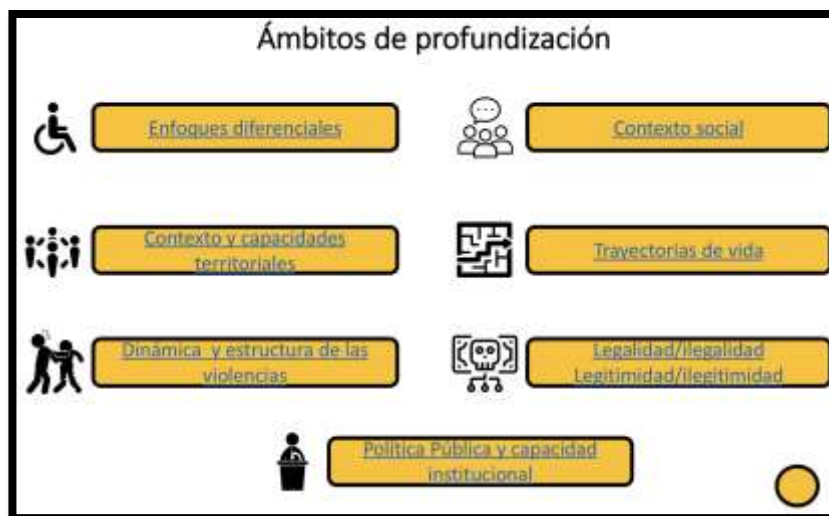 Ámbitos de profundización
Enfoques diferenciales
Contexto social
Contexto y capacidades
territoriales
Trayectorias de vida
Dinámica y estructura de las
violencias
Legalidad/ilegalidad
Legitimidad/ilegitimidad
Política Pública y capacidad
institucional